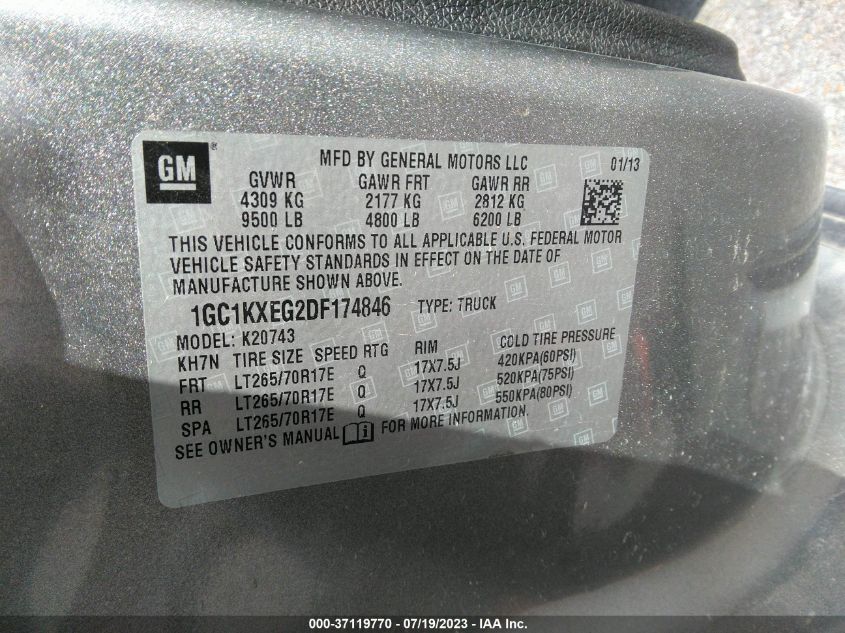 GM
MFD BY GENERAL MOTORS LLC 01/13
GVWR GAWR FRT GAWR RR
4309 KG 2177 KG 2812 KG
9500 LB 4800 LB 6200 LB
THIS VEHICLE CONFORMS TO ALL APPLICABLE U.S. FEDERAL MOTOR
VEHICLE SAFETY STANDARDS IN EFFECT ON THE DATE OF
MANUFACTURE SHOWN ABOVE.
1GC1KXEG2DF174846 TYPE: TRUCK
MODEL: K20743
KH7N TIRE SIZE SPEED RTG RIM COLD TIRE PRESSURE
FRT LT265/70R17E Q 17X7.5J 420KPA(60PSI)
RR LT265/70R17E Q 17X7.5J 520KPA(75PSI)
SPA LT265/70R17E Q 17X7.5J 550KPA(80PSI)
SEE OWNER'S MANUAL i FOR MORE INFORMATION.
000-37119770 - 07/19/2023 - IAA Inc.